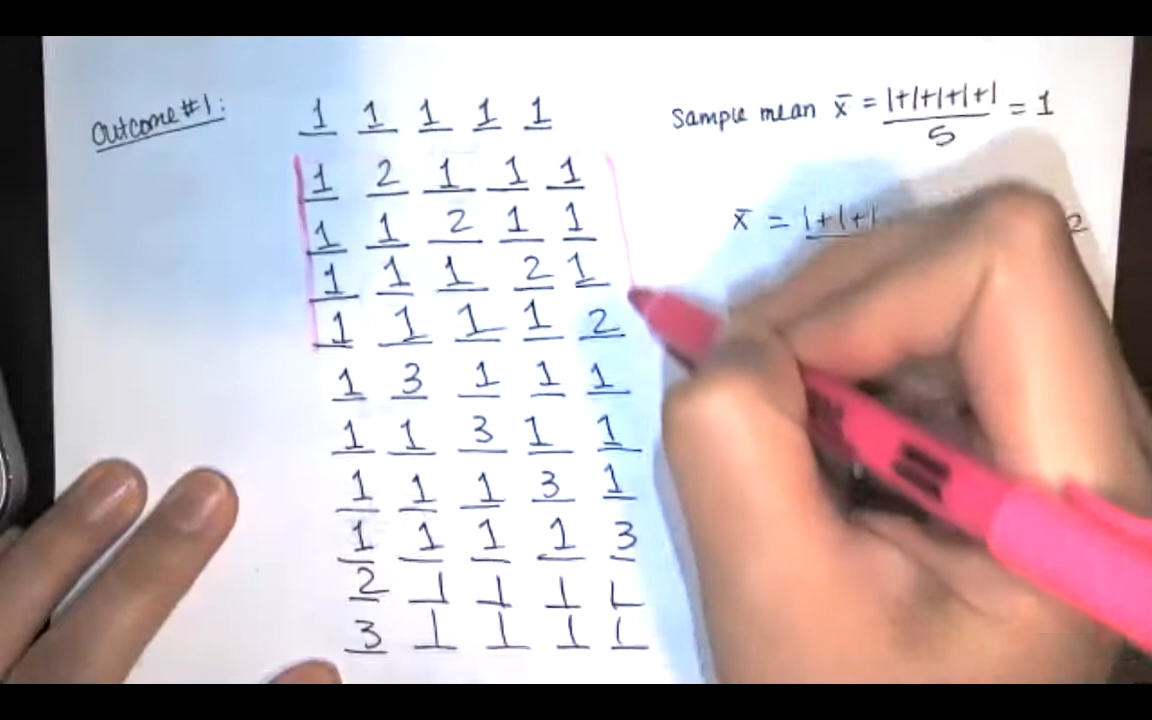 Outcome #1: 1 1 1 1 1 Sample mean x̄ = 1+1+1+1+1 / 5 = 1
1 2 1 1 1
1 1 2 1 1 x̄ = 1+1+1 2
1 1 1 2 1
1 1 1 1 2
1 3 1 1 1
1 1 3 1 1
1 1 1 3 1
1 1 1 1 3
2 1 1 1 1
3 1 1 1 1